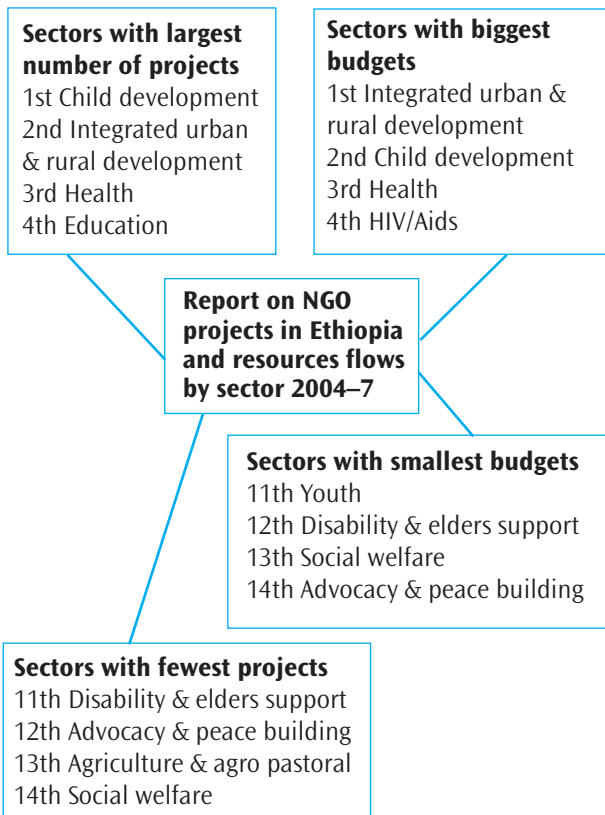 Sectors with largest
number of projects
1st Child development
2nd Integrated urban
& rural development
3rd Health
4th Education
Sectors with biggest
budgets
1st Integrated urban &
rural development
2nd Child development
3rd Health
4th HIV/Aids
Report on NGO
projects in Ethiopia
and resources flows
by sector 2004–7
Sectors with smallest budgets
11th Youth
12th Disability & elders support
13th Social welfare
14th Advocacy & peace building
Sectors with fewest projects
11th Disability & elders support
12th Advocacy & peace building
13th Agriculture & agro pastoral
14th Social welfare